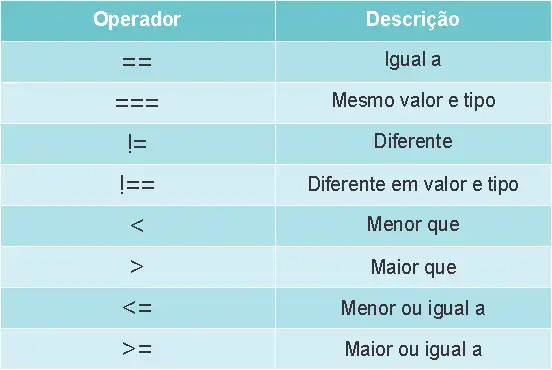 Operador Descrição
== Igual a
=== Mesmo valor e tipo
!= Diferente
!== Diferente em valor e tipo
< Menor que
> Maior que
<= Menor ou igual a
>= Maior ou igual a